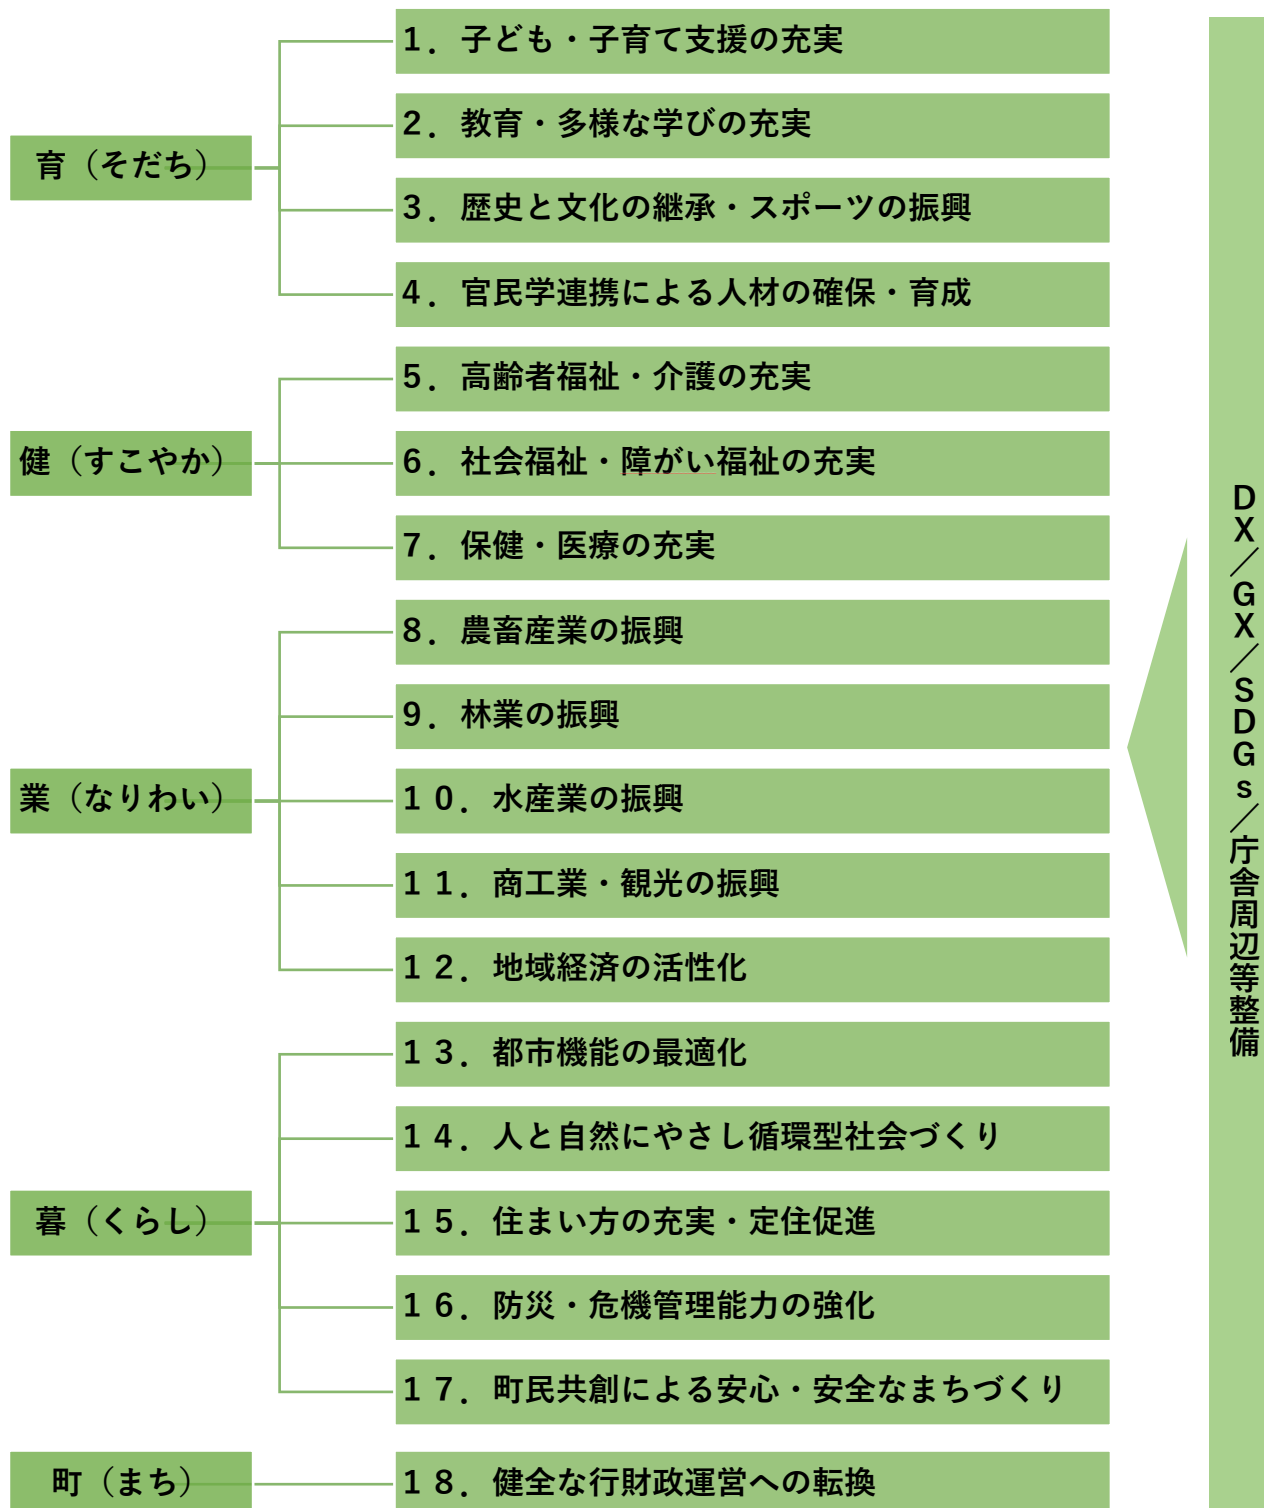 育（そだち）
１．子ども・子育て支援の充実
２．教育・多様な学びの充実
３．歴史と文化の継承・スポーツの振興
４．官民学連携による人材の確保・育成
健（すこやか）
５．高齢者福祉・介護の充実
６．社会福祉・障がい福祉の充実
７．保健・医療の充実
業（なりわい）
８．農畜産業の振興
９．林業の振興
１０．水産業の振興
１１．商工業・観光の振興
１２．地域経済の活性化
暮（くらし）
１３．都市機能の最適化
１４．人と自然にやさし循環型社会づくり
１５．住まい方の充実・定住促進
１６．防災・危機管理能力の強化
１７．町民共創による安心・安全なまちづくり
町（まち）
１８．健全な行財政運営への転換
ＤＸ／ＧＸ／ＳＤＧｓ／庁舎周辺等整備